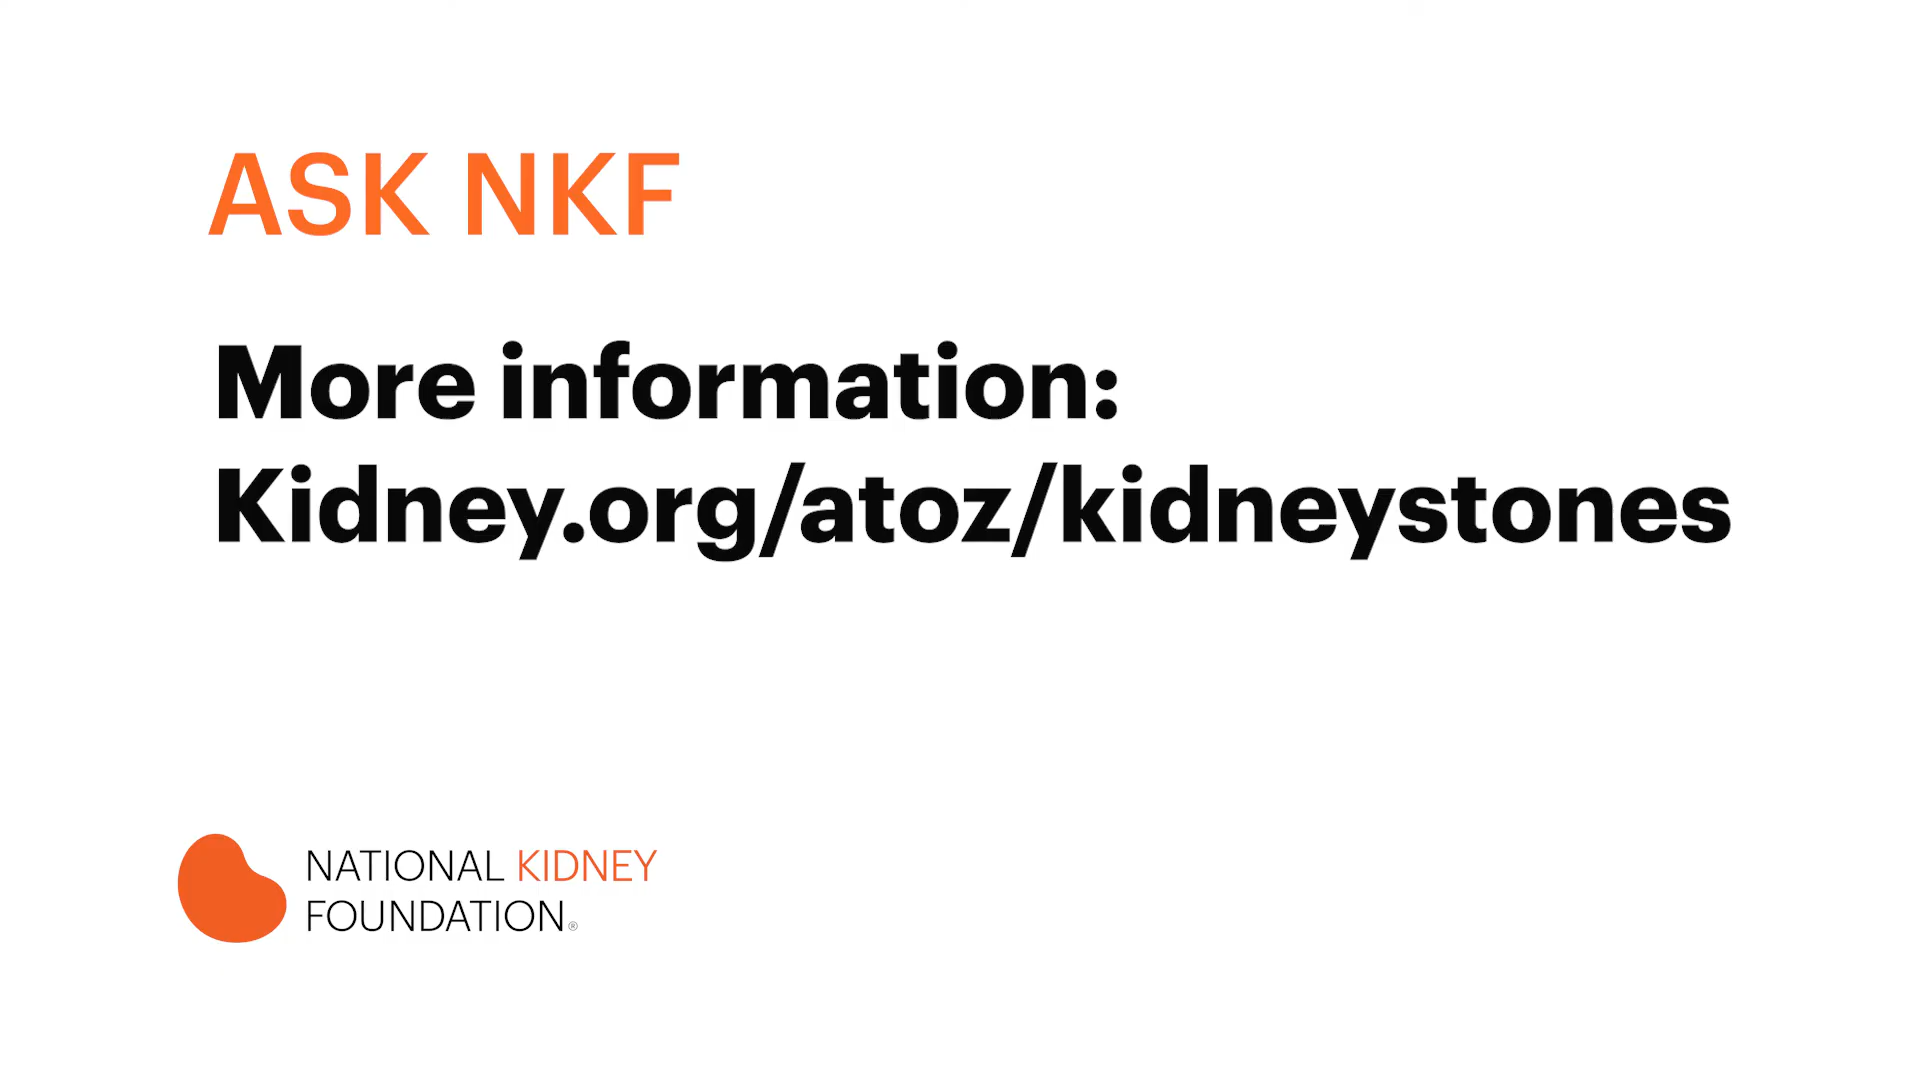 ASK NKF
More information:
Kidney.org/atoz/kidneystones
NATIONAL KIDNEY
FOUNDATION®